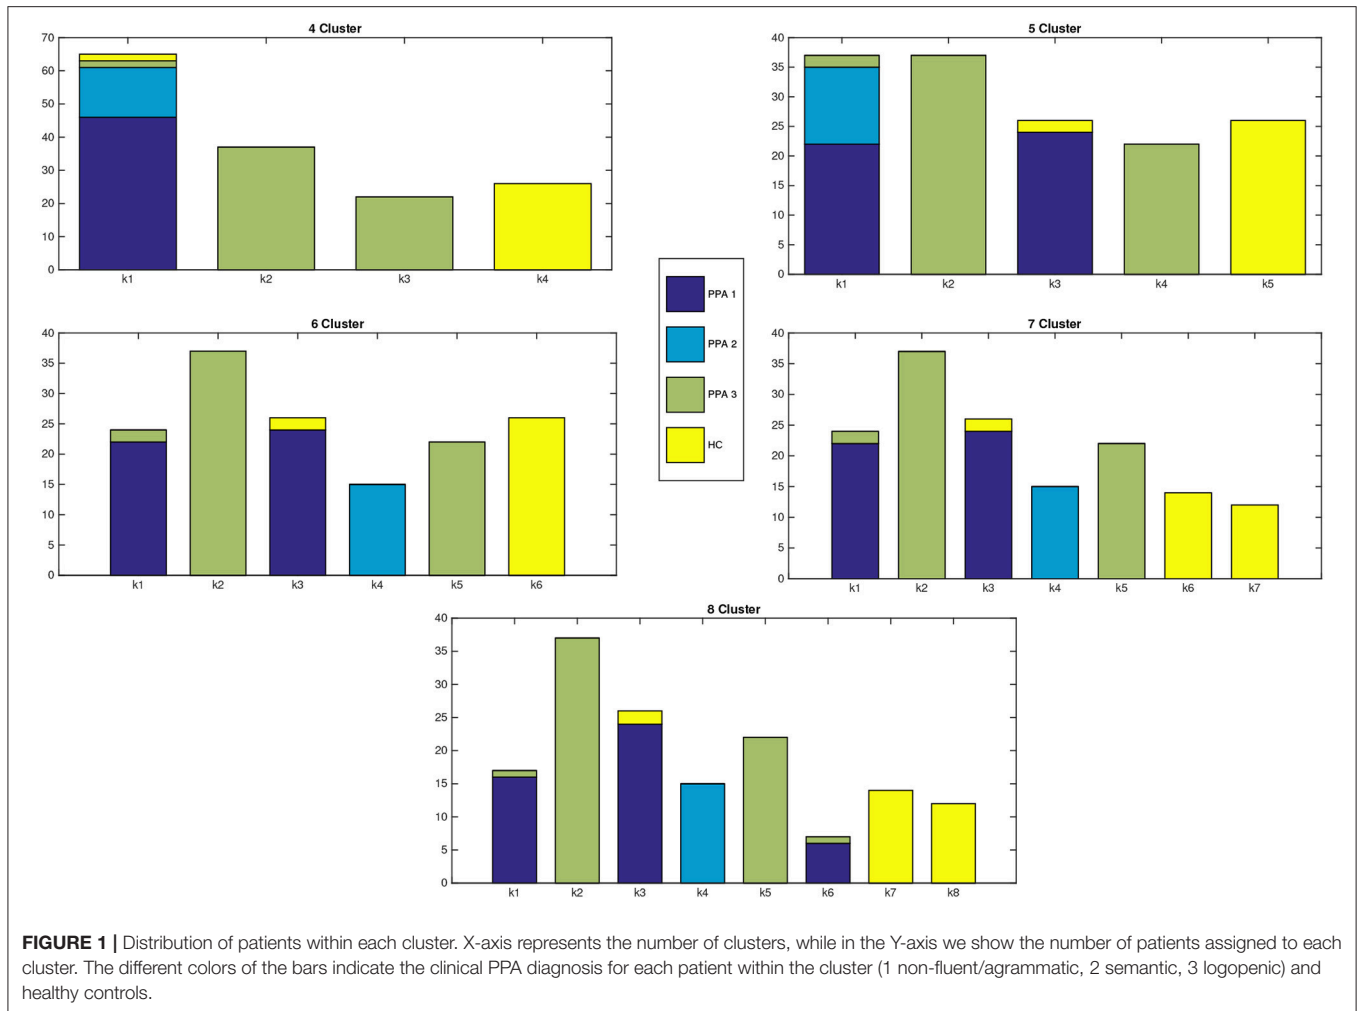 4 Cluster
70
60
50
40
30
20
10
0
k1 k2 k3 k4
5 Cluster
40
35
30
25
20
15
10
5
0
k1 k2 k3 k4 k5
PPA 1
PPA 2
PPA 3
HC
6 Cluster
40
35
30
25
20
15
10
5
0
k1 k2 k3 k4 k5 k6
7 Cluster
40
35
30
25
20
15
10
5
0
k1 k2 k3 k4 k5 k6 k7
8 Cluster
40
35
30
25
20
15
10
5
0
k1 k2 k3 k4 k5 k6 k7 k8
FIGURE 1 | Distribution of patients within each cluster. X-axis represents the number of clusters, while in the Y-axis we show the number of patients assigned to each
cluster. The different colors of the bars indicate the clinical PPA diagnosis for each patient within the cluster (1 non-fluent/agrammatic, 2 semantic, 3 logopenic) and
healthy controls.